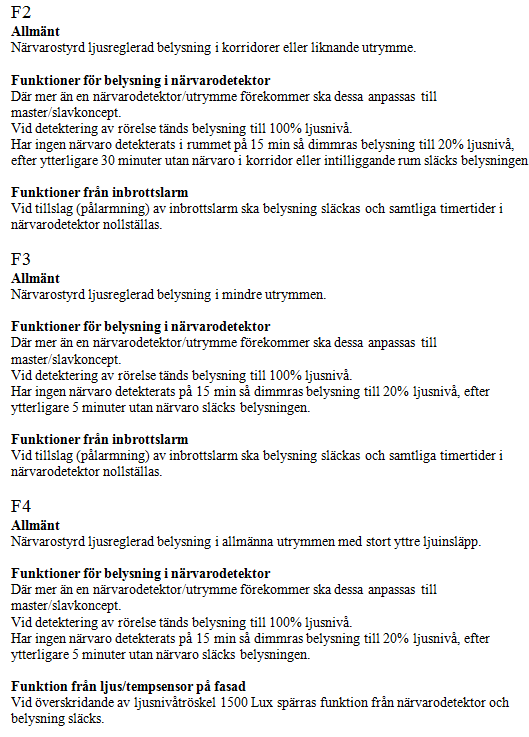 F2
Allmänt
Närvarostyrd ljusreglerad belysning i korridorer eller liknande utrymme.
Funktioner för belysning i närvarodetektor
Där mer än en närvarodetektor/utrymme förekommer ska dessa anpassas till
master/slavkoncept.
Vid detektering av rörelse tänds belysning till 100% ljusnivå.
Har ingen närvaro detekterats i rummet på 15 min så dimmras belysning till 20% ljusnivå,
efter ytterligare 30 minuter utan närvaro i korridor eller intilliggande rum släcks belysningen
Funktioner från inbrottslarm
Vid tillslag (pålarmning) av inbrottslarm ska belysning släckas och samtliga timertider i
närvarodetektor nollställas.
F3
Allmänt
Närvarostyrd ljusreglerad belysning i mindre utrymmen.
Funktioner för belysning i närvarodetektor
Där mer än en närvarodetektor/utrymme förekommer ska dessa anpassas till
master/slavkoncept.
Vid detektering av rörelse tänds belysning till 100% ljusnivå.
Har ingen närvaro detekterats på 15 min så dimmras belysning till 20% ljusnivå, efter
ytterligare 5 minuter utan närvaro släcks belysningen.
Funktioner från inbrottslarm
Vid tillslag (pålarmning) av inbrottslarm ska belysning släckas och samtliga timertider i
närvarodetektor nollställas.
F4
Allmänt
Närvarostyrd ljusreglerad belysning i allmänna utrymmen med stort yttre ljuinsläpp.
Funktioner för belysning i närvarodetektor
Där mer än en närvarodetektor/utrymme förekommer ska dessa anpassas till
master/slavkoncept.
Vid detektering av rörelse tänds belysning till 100% ljusnivå.
Har ingen närvaro detekterats på 15 min så dimmras belysning till 20% ljusnivå, efter
ytterligare 5 minuter utan närvaro släcks belysningen.
Funktion från ljus/tempsensor på fasad
Vid överskridande av ljusnivåtröskel 1500 Lux spärras funktion från närvarodetektor och
belysning släcks.